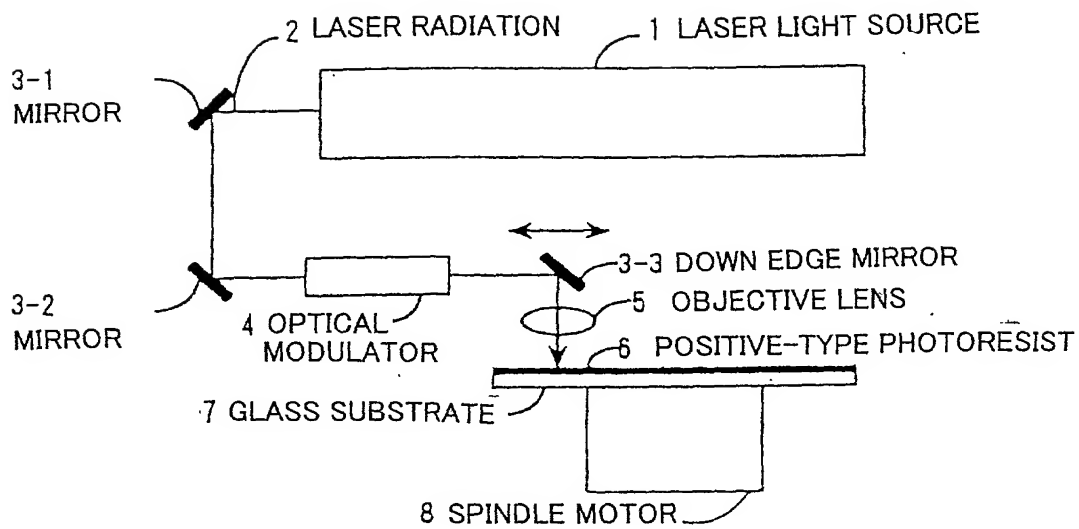 2 LASER RADIATION
1 LASER LIGHT SOURCE
3-1
MIRROR
3-3 DOWN EDGE MIRROR
5 OBJECTIVE LENS
3-2
MIRROR
4 OPTICAL
MODULATOR
6 POSITIVE-TYPE PHOTORESIST
7 GLASS SUBSTRATE
8 SPINDLE MOTOR